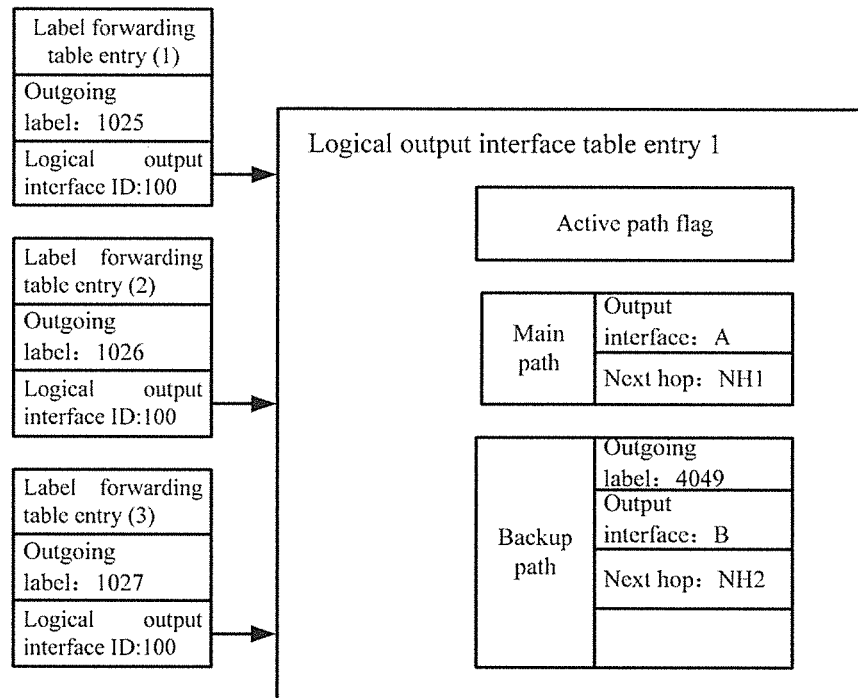 Label forwarding
table entry (1)
Outgoing
label：1025
Logical output
interface ID:100
Label forwarding
table entry (2)
Outgoing
label：1026
Logical output
interface ID:100
Label forwarding
table entry (3)
Outgoing
label：1027
Logical output
interface ID:100
Logical output interface table entry 1
Active path flag
Main
path
Output
interface：A
Next hop：NH1
Backup
path
Outgoing
label：4049
Output
interface：B
Next hop：NH2